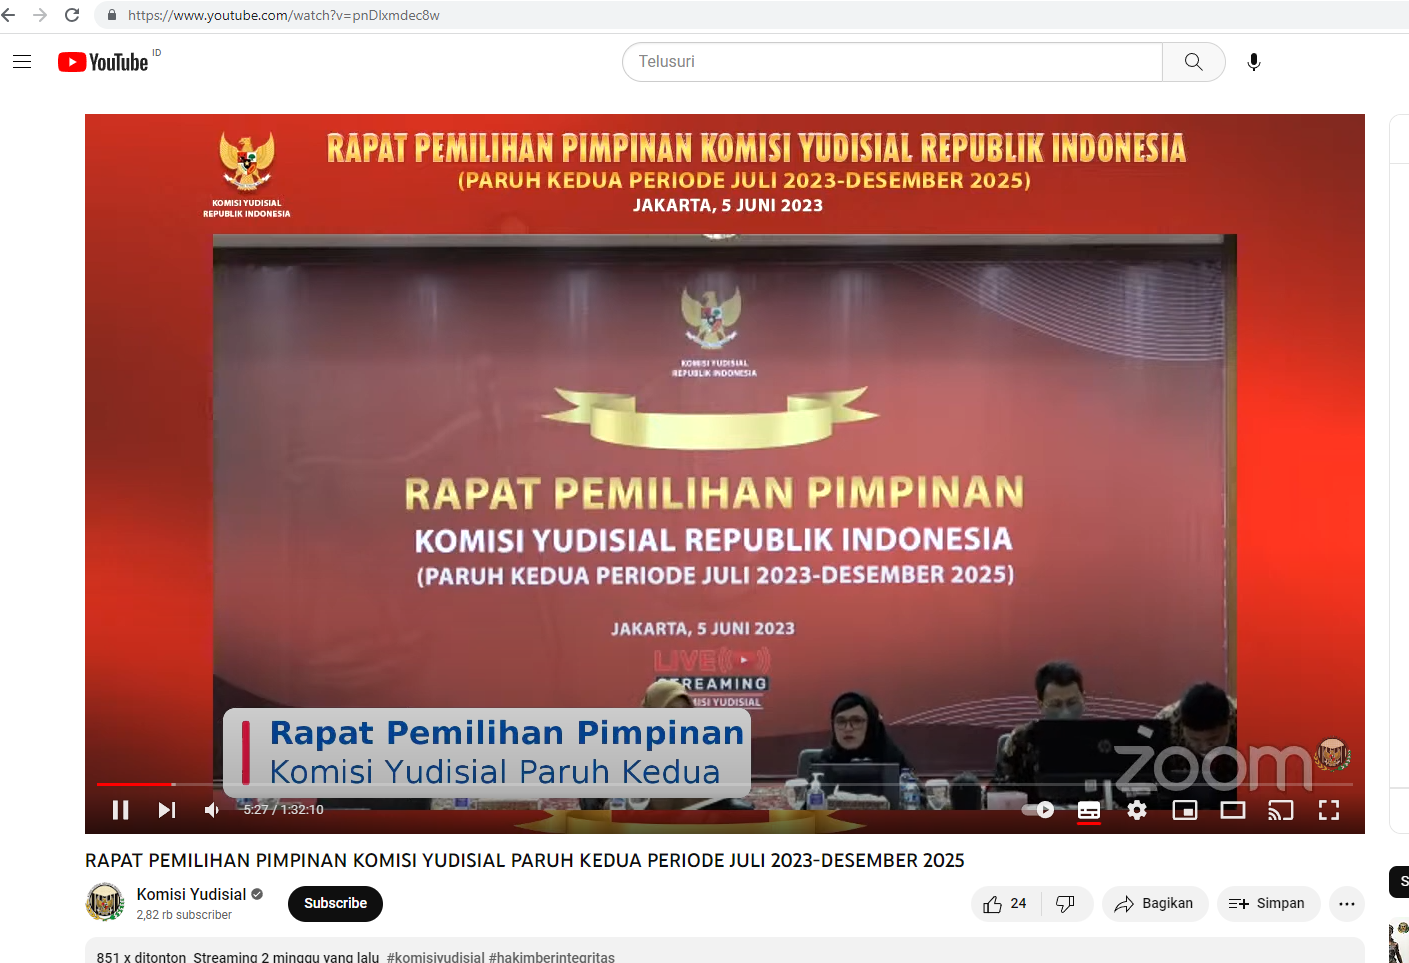 https://www.youtube.com/watch?v=pnDlxmdec8w
YouTube ID
Telusuri
KOMISI YUDISIAL
REPUBLIK INDONESIA
RAPAT PEMILIHAN PIMPINAN KOMISI YUDISIAL REPUBLIK INDONESIA
(PARUH KEDUA PERIODE JULI 2023-DESEMBER 2025)
JAKARTA, 5 JUNI 2023
KOMISI YUDISIAL
REPUBLIK INDONESIA
RAPAT PEMILIHAN PIMPINAN
KOMISI YUDISIAL REPUBLIK INDONESIA
(PARUH KEDUA PERIODE JULI 2023-DESEMBER 2025)
JAKARTA, 5 JUNI 2023
LIVE
STREAMING
YUDISIAL
Rapat Pemilihan Pimpinan
Komisi Yudisial Paruh Kedua
zoom
5:27 / 1:32:10
RAPAT PEMILIHAN PIMPINAN KOMISI YUDISIAL PARUH KEDUA PERIODE JULI 2023-DESEMBER 2025
Komisi Yudisial
2,82 rb subscriber
Subscribe
24
Bagikan
Simpan
S
851 x ditonton Streaming 2 minggu yang lalu #komisiyudisial #hakimberintegritas